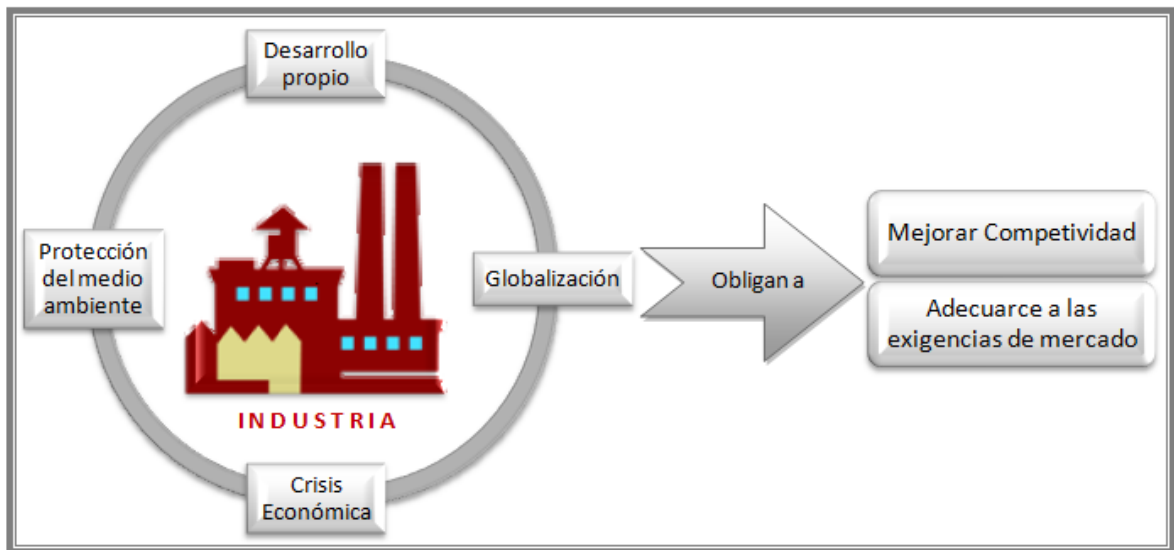 Desarrollo
propio
Protección
del medio
ambiente
Globalización
INDUSTRIA
Crisis
Económica
Obligan a
Mejorar Competividad
Adecuarce a las
exigencias de mercado